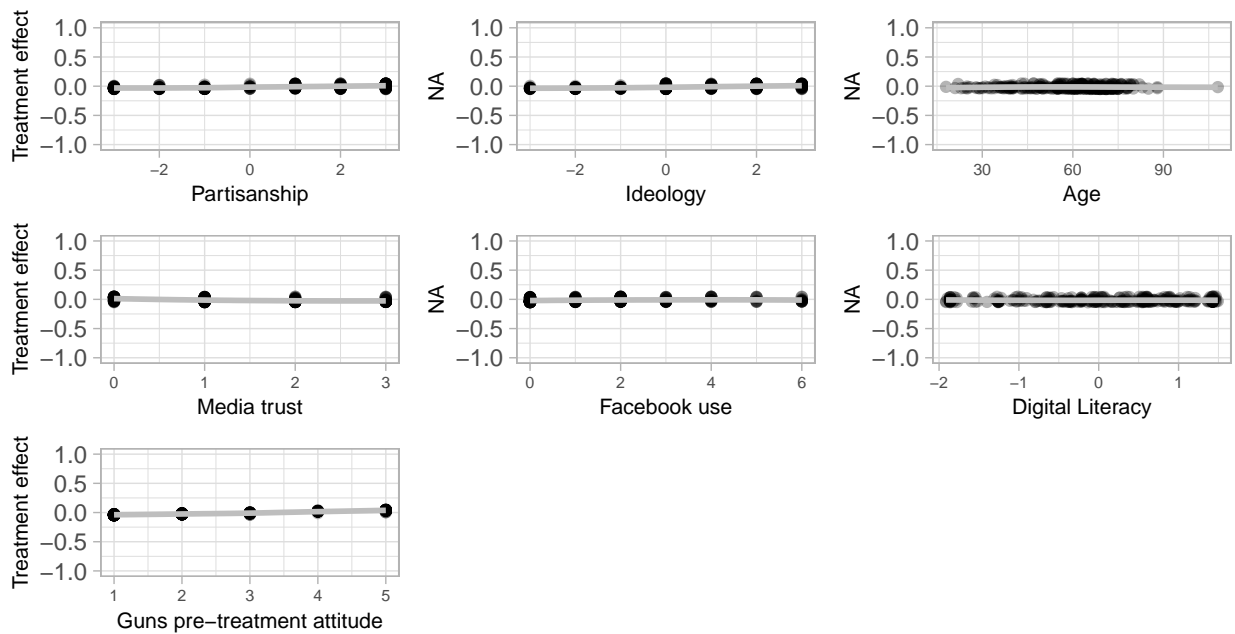 Treatment effect
1.0
0.5
0.0
−0.5
−1.0
−2 0 2
Partisanship
NA
1.0
0.5
0.0
−0.5
−1.0
−2 0 2
Ideology
NA
1.0
0.5
0.0
−0.5
−1.0
30 60 90
Age
Treatment effect
1.0
0.5
0.0
−0.5
−1.0
0 1 2 3
Media trust
NA
1.0
0.5
0.0
−0.5
−1.0
0 2 4 6
Facebook use
NA
1.0
0.5
0.0
−0.5
−1.0
−2 −1 0 1
Digital Literacy
Treatment effect
1.0
0.5
0.0
−0.5
−1.0
1 2 3 4 5
Guns pre−treatment attitude